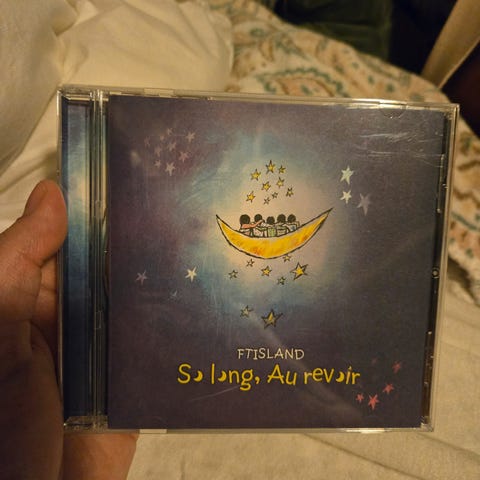 FTISLAND
So long, Au revoir